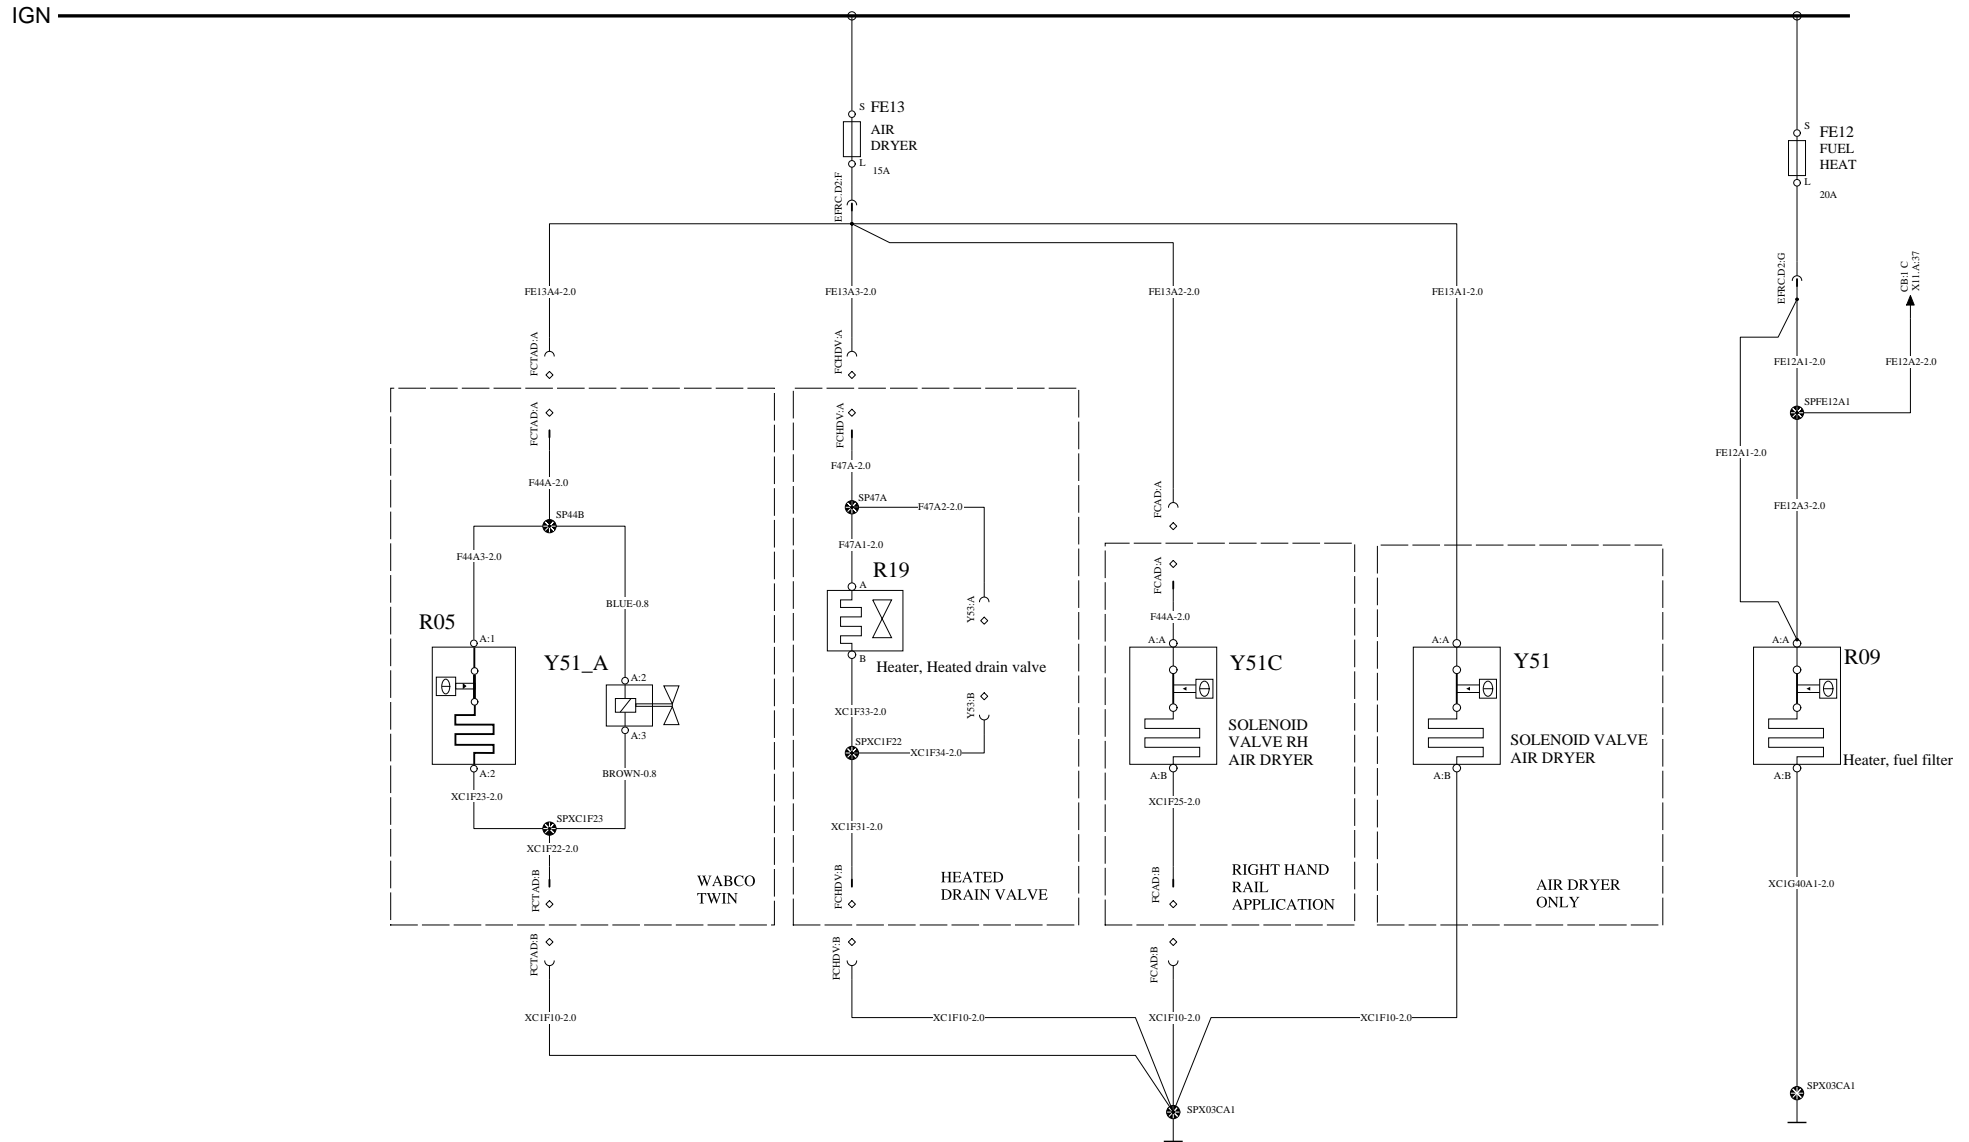 IGN
S FE13
AIR
DRYER
L
15A
EFRC.D2:F
S
FE12
FUEL
HEAT
L
20A
EFRC.D2:G
CB:1 C
X11.A:37
FE13A4-2.0
FE13A3-2.0
FE13A2-2.0
FE13A1-2.0
FCTAD:A
FCHDV:A
FE12A1-2.0
FE12A2-2.0
SPFE12A1
FE12A1-2.0
FE12A3-2.0
FCTAD:A
F44A-2.0
SP44B
F44A3-2.0
BLUE-0.8
R05
A:1
A:2
Y51_A
A:2
A:3
BROWN-0.8
XC1F23-2.0
SPXC1F23
XC1F22-2.0
FCTAD:B
WABCO
TWIN
FCTAD:B
XC1F10-2.0
FCHDV:A
F47A-2.0
SP47A
F47A2-2.0
F47A1-2.0
R19
A
B
Y53:A
Heater, Heated drain valve
Y53:B
XC1F33-2.0
SPXC1F22
XC1F34-2.0
XC1F31-2.0
FCHDV:B
HEATED
DRAIN VALVE
FCHDV:B
XC1F10-2.0
FCAD:A
FCAD:A
F44A-2.0
A:A
Y51C
SOLENOID
VALVE RH
AIR DRYER
A:B
XC1F25-2.0
FCAD:B
RIGHT HAND
RAIL
APPLICATION
FCAD:B
XC1F10-2.0
A:A
Y51
SOLENOID VALVE
AIR DRYER
A:B
AIR DRYER
ONLY
XC1F10-2.0
SPX03CA1
A:A
R09
Heater, fuel filter
A:B
XC1G40A1-2.0
SPX03CA1